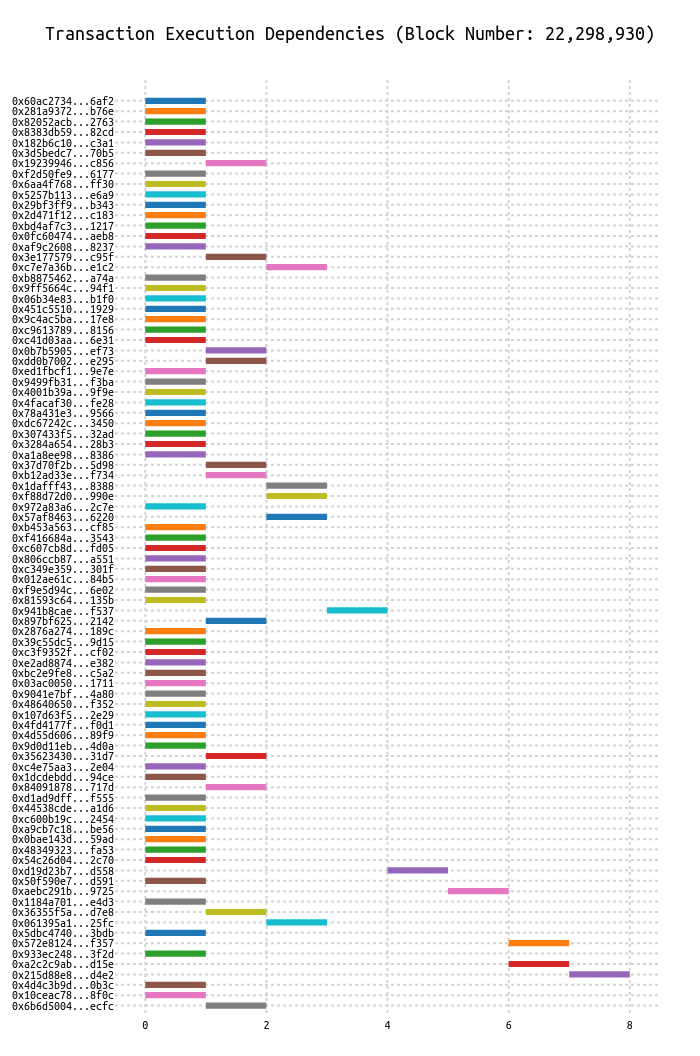 Transaction Execution Dependencies (Block Number: 22,298,930)
0x60ac2734...6af2
0x281a9372...b76e
0x82052acb...2763
0x8383db59...82cd
0x182b6c10...c3a1
0x3d5bedc7...70b5
0x19239946...c856
0xf2d50fe9...6177
0x6aa4f768...ff30
0x5257b113...e6a9
0x29bf3ff9...b343
0x2d471f12...c183
0xbd4af7c3...1217
0x0fc60474...aeb8
0xaf9c2608...8237
0x3e177579...c95f
0xc7e7a36b...e1c2
0xb8875462...a74a
0x9ff5664c...94f1
0x06b34e83...b1f0
0x451c5510...1929
0x9c4ac5ba...17e8
0xc9613789...8156
0xc41d03aa...6e31
0x0b7b5905...ef73
0xdd0b7002...e295
0xed1fbcf1...9e7e
0x9499fb31...f3ba
0x4001b39a...9f9e
0x4facaf30...fe28
0x78a431e3...9566
0xdc67242c...3450
0x307433f5...32ad
0x3284a654...28b3
0xa1a8ee98...8386
0x37d70f2b...5d98
0xb12ad33e...f734
0x1dafff43...8388
0xf88d72d0...990e
0x972a83a6...2c7e
0x57af8463...6220
0xb453a563...cf85
0xf416684a...3543
0xc607cb8d...fd05
0x806ccb87...a551
0xc349e359...301f
0x012ae61c...84b5
0xf9e5d94c...6e02
0x81593c64...135b
0x941b8cae...f537
0x897bf625...2142
0x2876a274...189c
0x39c55dc5...9d15
0xc3f9352f...cf02
0xe2ad8874...e382
0xbc2e9fe8...c5a2
0x03ac0050...1711
0x9041e7bf...4a80
0x48640650...f352
0x107d63f5...2e29
0x4fd4177f...f0d1
0x4d55d606...89f9
0x9d0d11eb...4d0a
0x35623430...31d7
0xc4e75aa3...2e04
0x1dcdebdd...94ce
0x84091878...717d
0xd1ad9dff...f555
0x44538cde...a1d6
0xc600b19c...2454
0xa9cb7c18...be56
0x0bae143d...59ad
0x48349323...fa53
0x54c26d04...2c70
0xd19d23b7...d558
0x50f590e7...d591
0xaebc291b...9725
0x1184a701...e4d3
0x36355f5a...d7e8
0x061395a1...25fc
0x5dbc4740...3bdb
0x572e8124...f357
0x933ec248...3f2d
0xa2c2c9ab...d15e
0x215d88e8...d4e2
0x4d4c3b9d...0b3c
0x10ceac78...8f0c
0x6b6d5004...ecfc
0 2 4 6 8